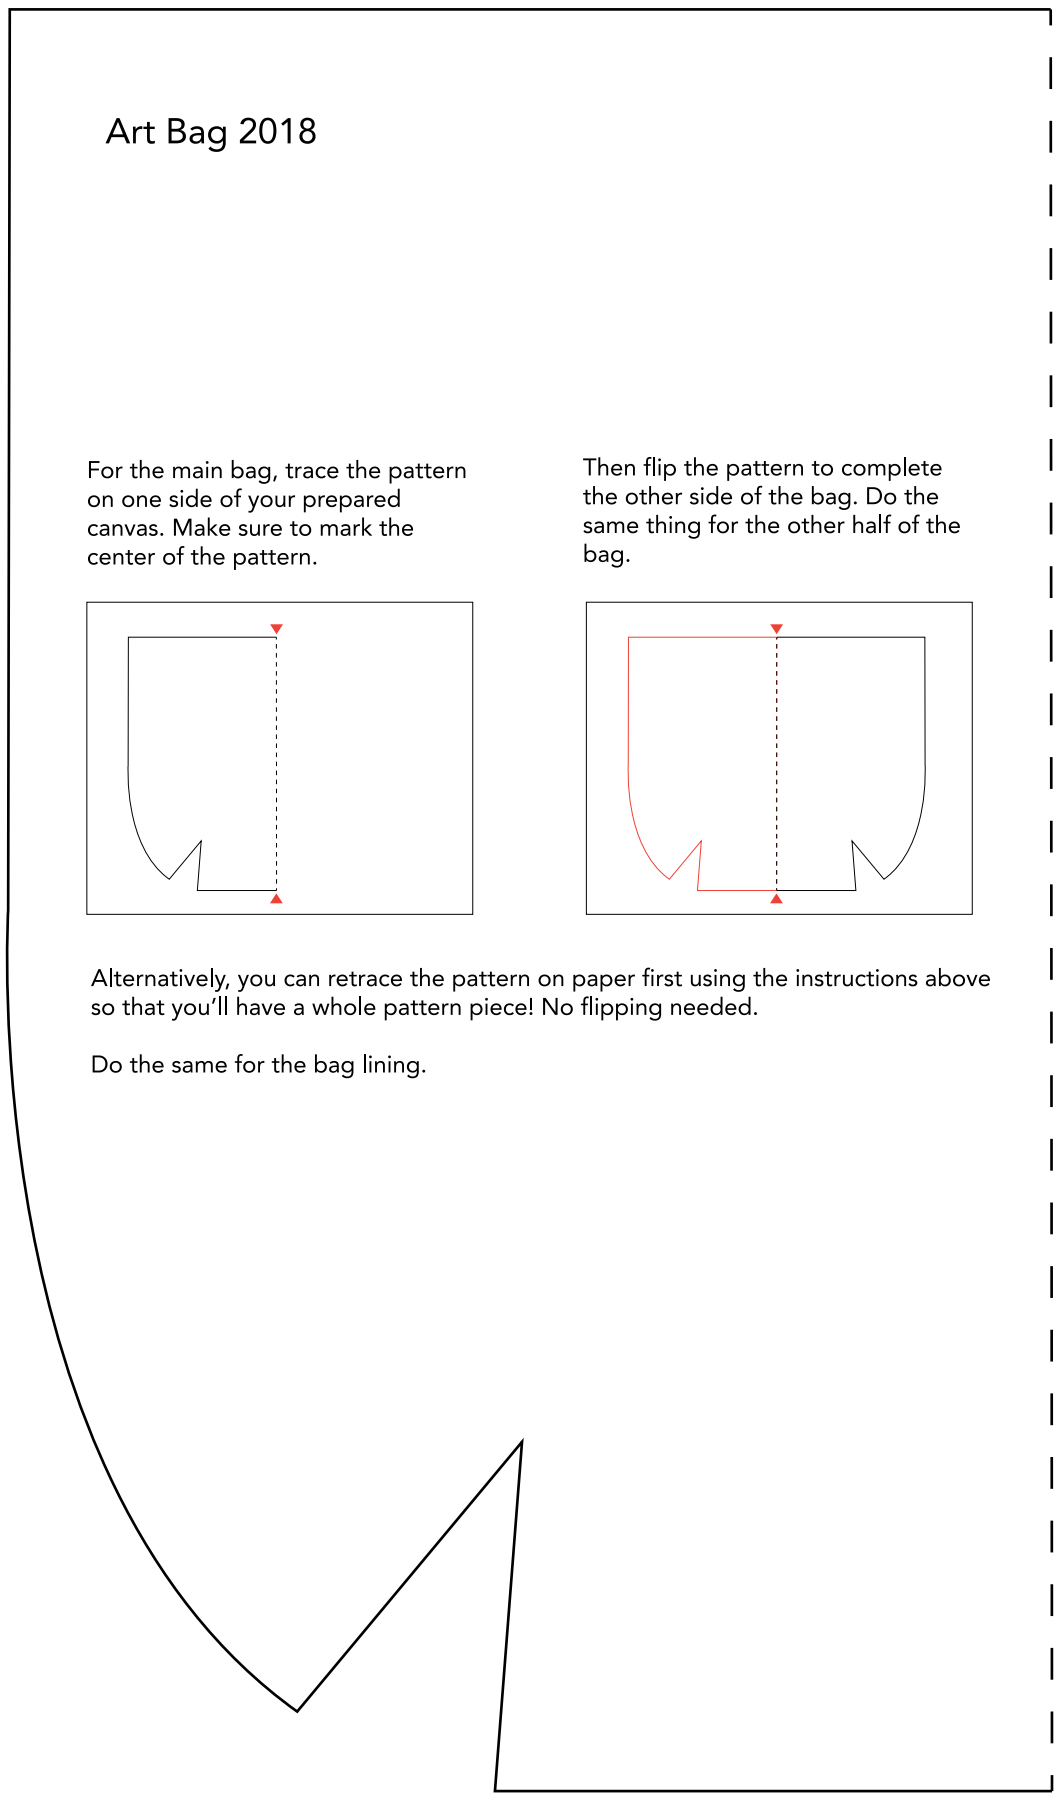 Art Bag 2018
For the main bag, trace the pattern
on one side of your prepared
canvas. Make sure to mark the
center of the pattern.
Then flip the pattern to complete
the other side of the bag. Do the
same thing for the other half of the
bag.
Alternatively, you can retrace the pattern on paper first using the instructions above
so that you’ll have a whole pattern piece! No flipping needed.
Do the same for the bag lining.